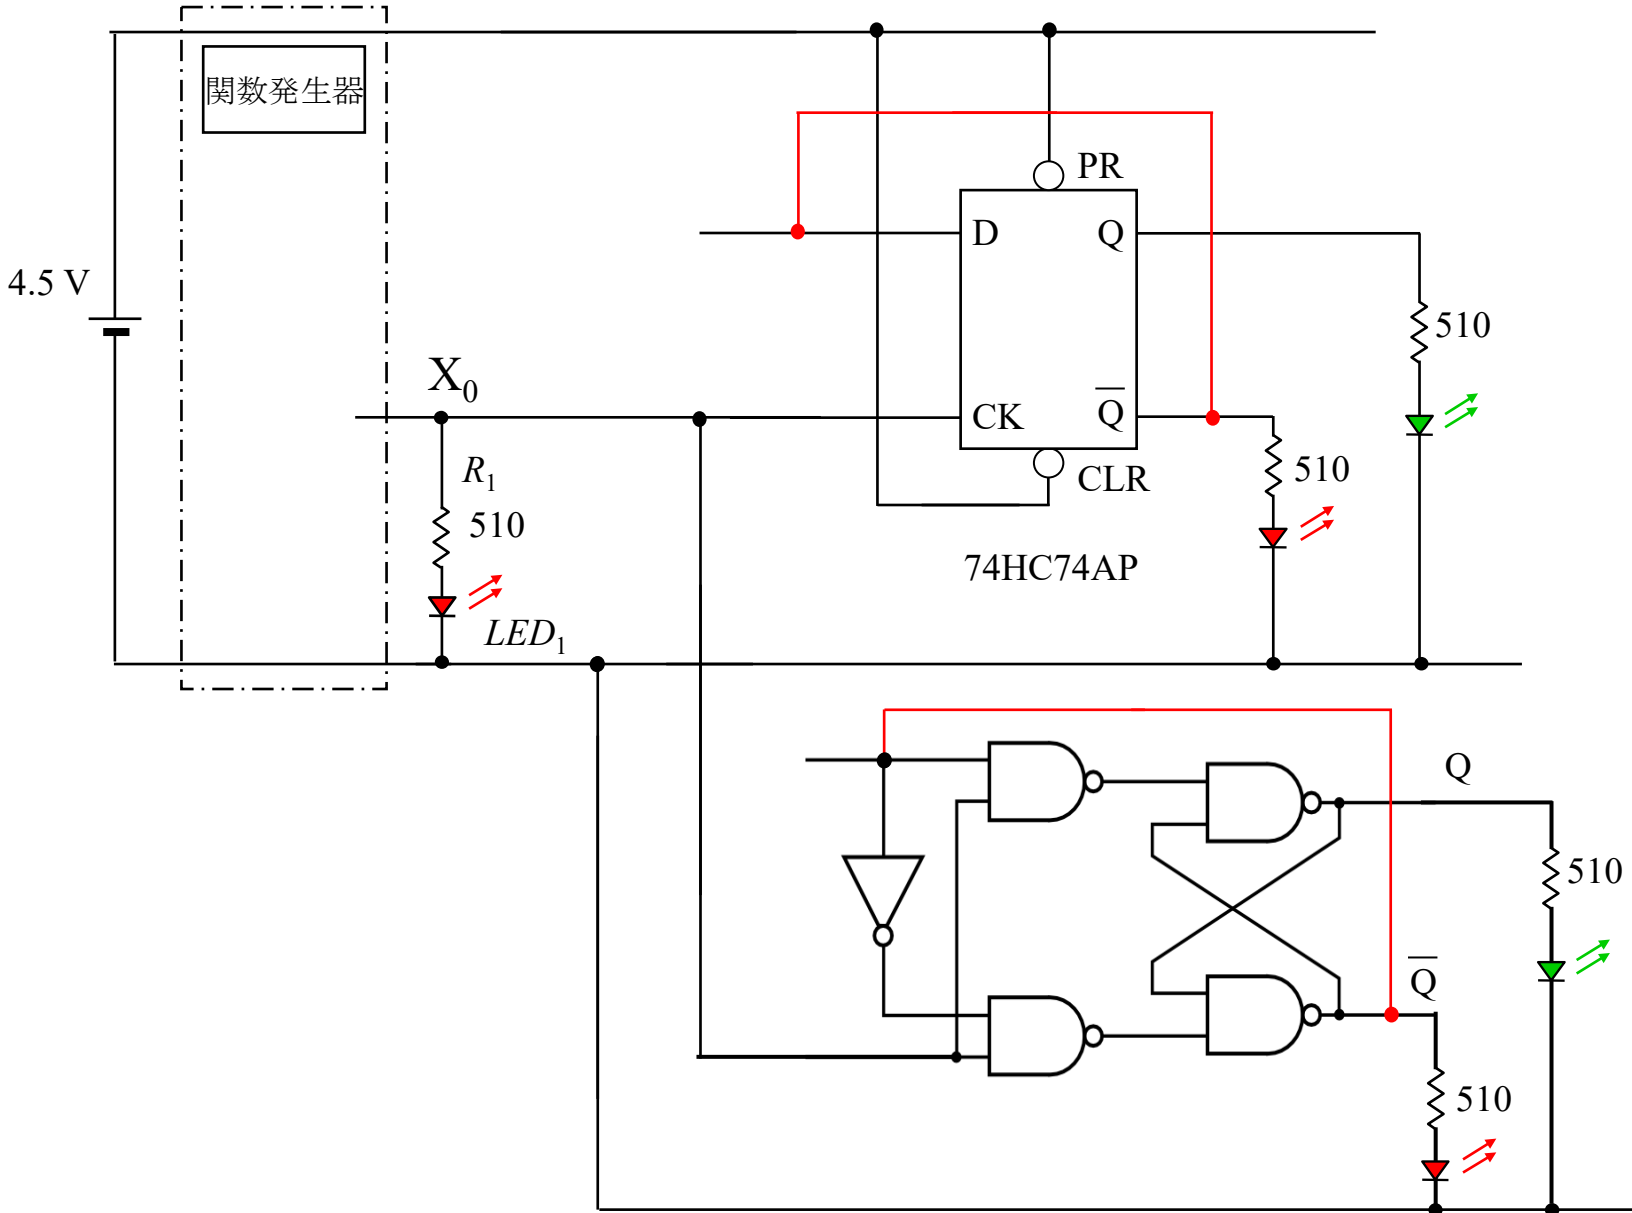 関数発生器
PR
D
Q
4.5 V
510
X₀
CK
Q̅
R₁
510
CLR
510
74HC74AP
LED₁
Q
510
Q̅
510